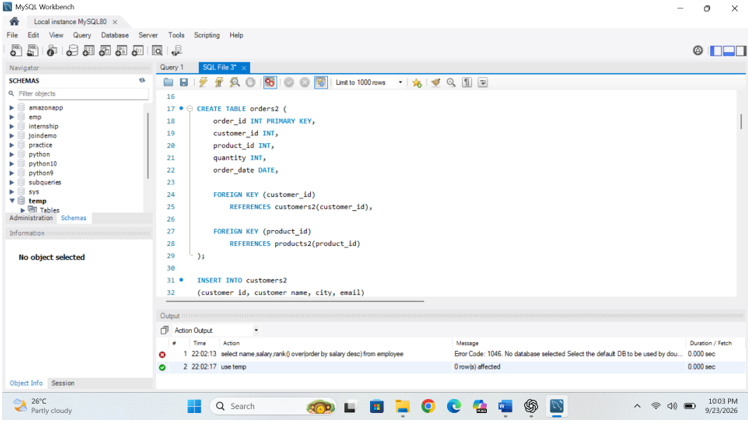 MySQL Workbench
Local instance MySQL80
File Edit View Query Database Server Tools Scripting Help
Navigator
SCHEMAS
Filter objects
amazonapp
emp
internship
joindemo
practice
python
python10
python9
subqueries
sys
temp
Tables
Administration Schemas
Information
No object selected
Object Info Session
Query 1 SQL File 3*
Limit to 1000 rows
16
17 CREATE TABLE orders2 (
18 order_id INT PRIMARY KEY,
19 customer_id INT,
20 product_id INT,
21 quantity INT,
22 order_date DATE,
23
24 FOREIGN KEY (customer_id)
25 REFERENCES customers2(customer_id),
26
27 FOREIGN KEY (product_id)
28 REFERENCES products2(product_id)
29 );
30
31 INSERT INTO customers2
32 (customer_id, customer_name, city, email)
Output
Action Output
# Time Action Message Duration / Fetch
1 22:02:13 select name,salary,rank() over(order by salary desc) from employee Error Code: 1046. No database selected Select the default DB to be used by dou... 0.000 sec
2 22:02:17 use temp 0 row(s) affected 0.000 sec
26°C
Partly cloudy
Search
10:03 PM
9/23/2026